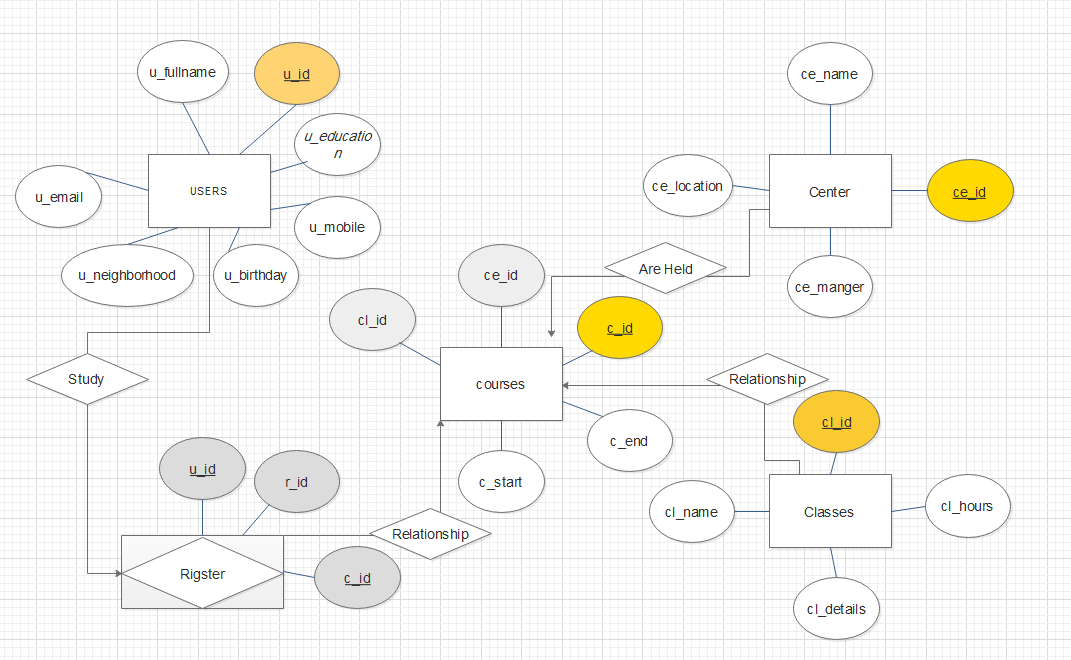 u_fullname
u_id
ce_name
u_educatio
n
USERS
ce_location
Center
ce_id
u_email
u_mobile
u_neighborhood
u_birthday
ce_id
Are Held
ce_manger
cl_id
c_id
Study
courses
Relationship
cl_id
c_end
u_id
r_id
c_start
cl_name
Classes
cl_hours
Relationship
Rigster
c_id
cl_details